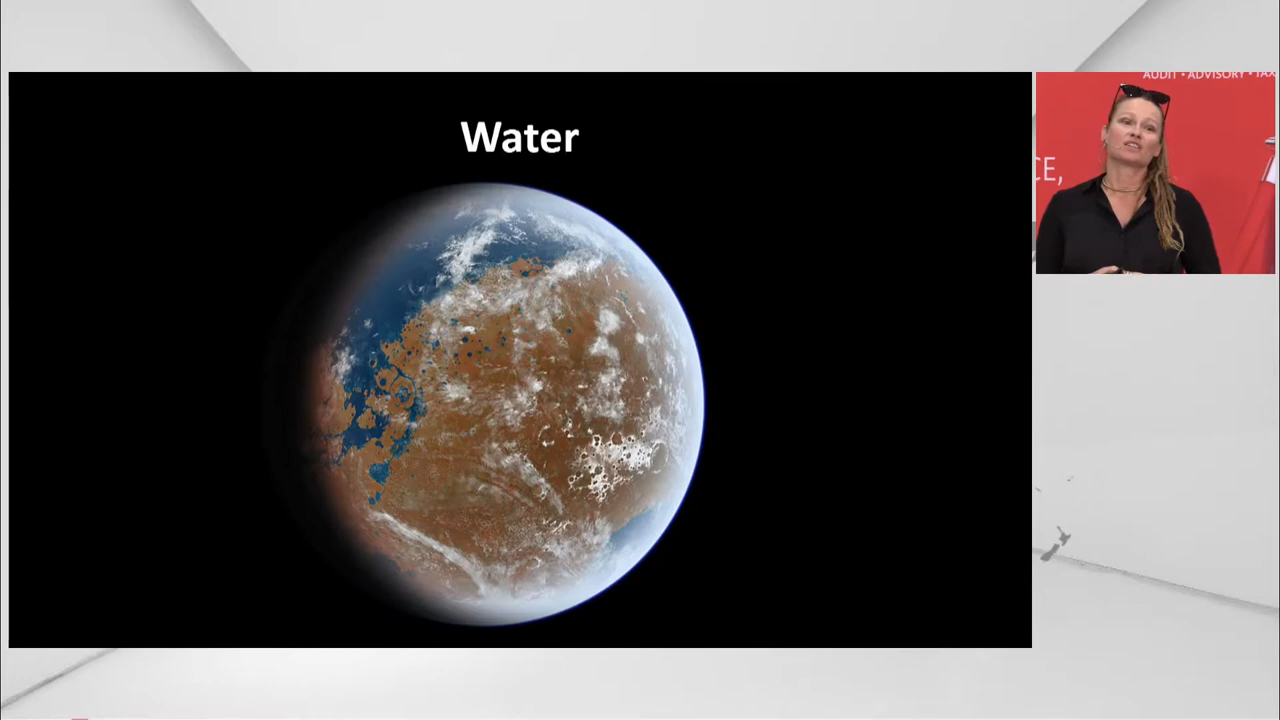 Water
AUDIT • ADVISORY • TAX
CE,